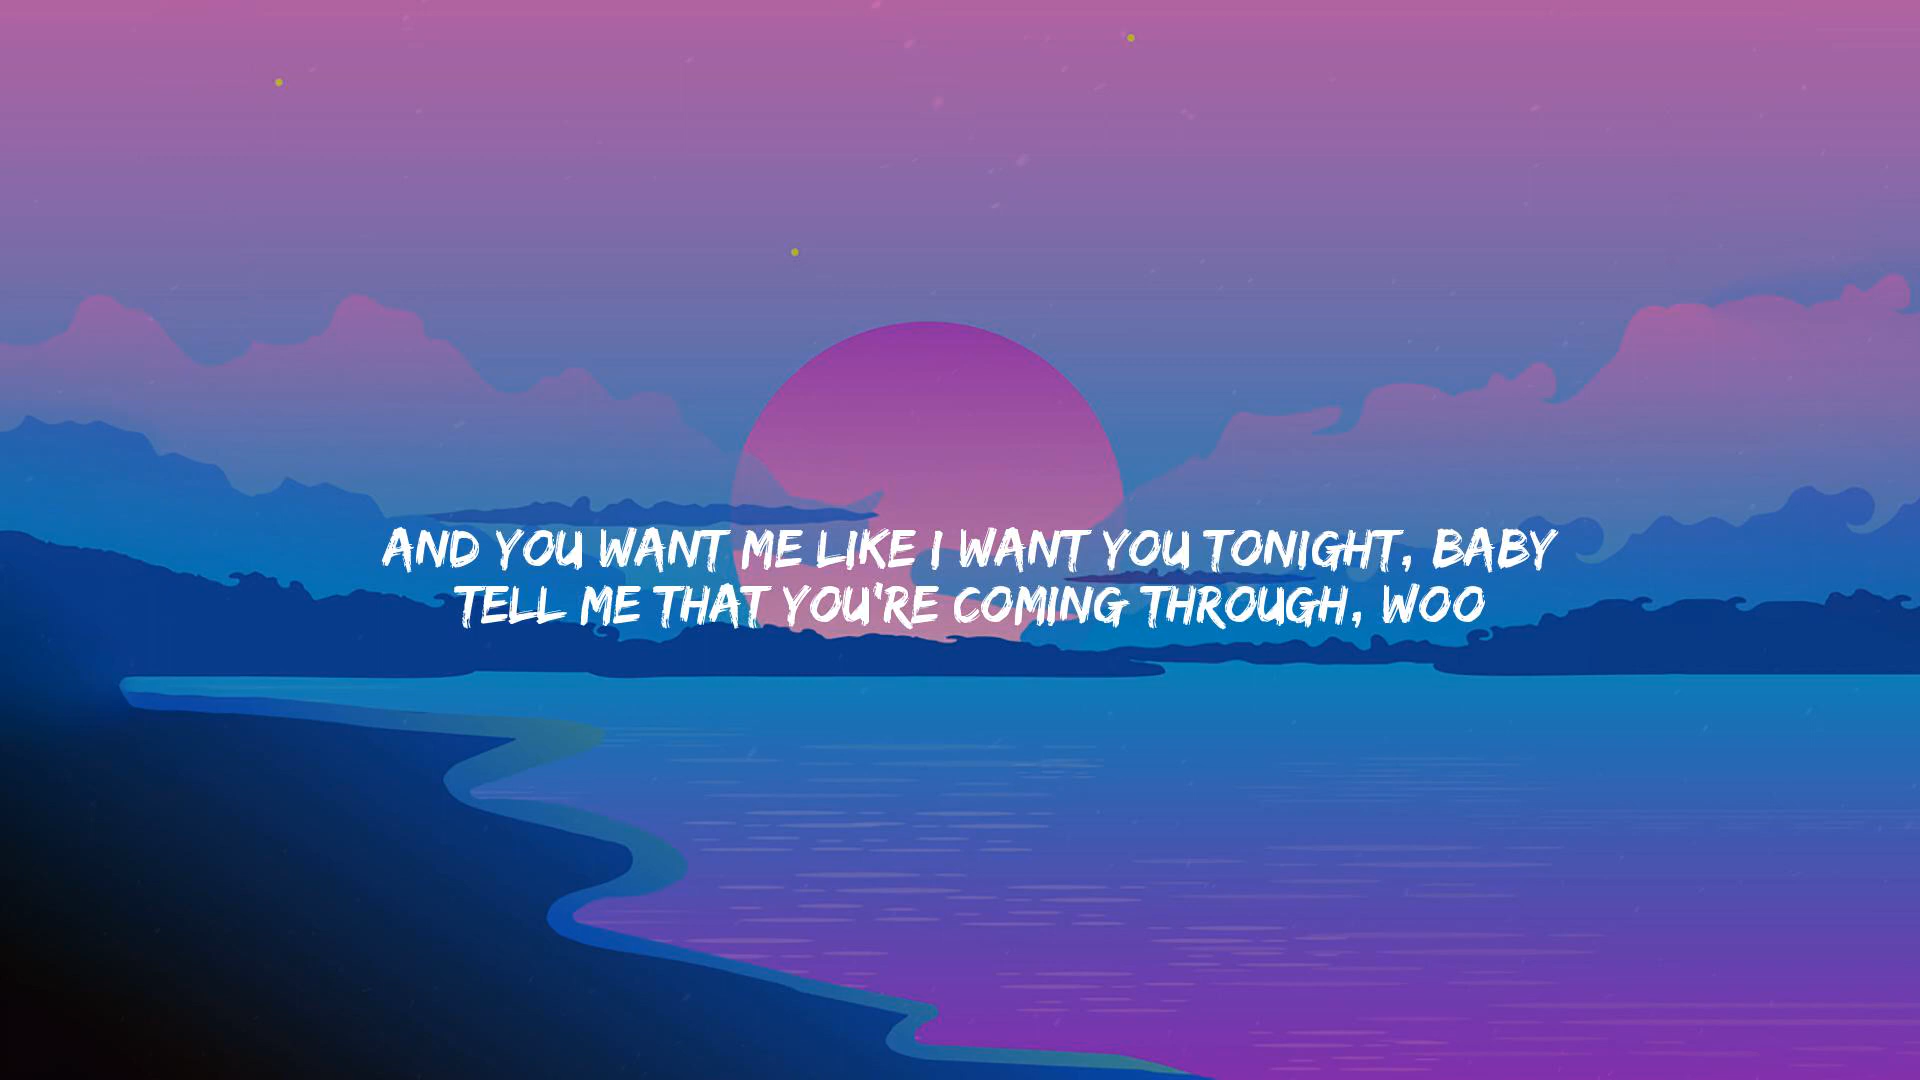 AND YOU WANT ME LIKE I WANT YOU TONIGHT, BABY
TELL ME THAT YOU'RE COMING THROUGH, WOO